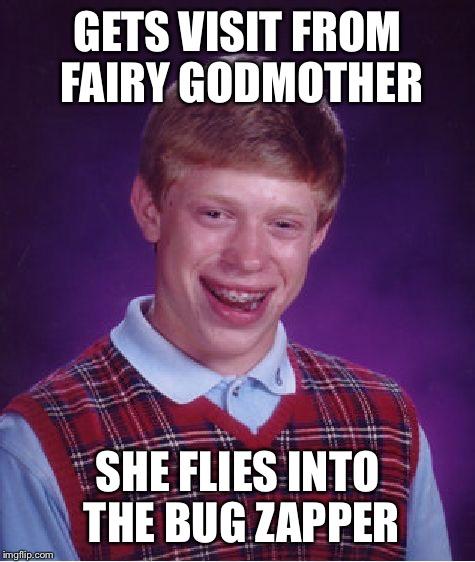 GETS VISIT FROM
FAIRY GODMOTHER
SHE FLIES INTO
THE BUG ZAPPER
imgflip.com